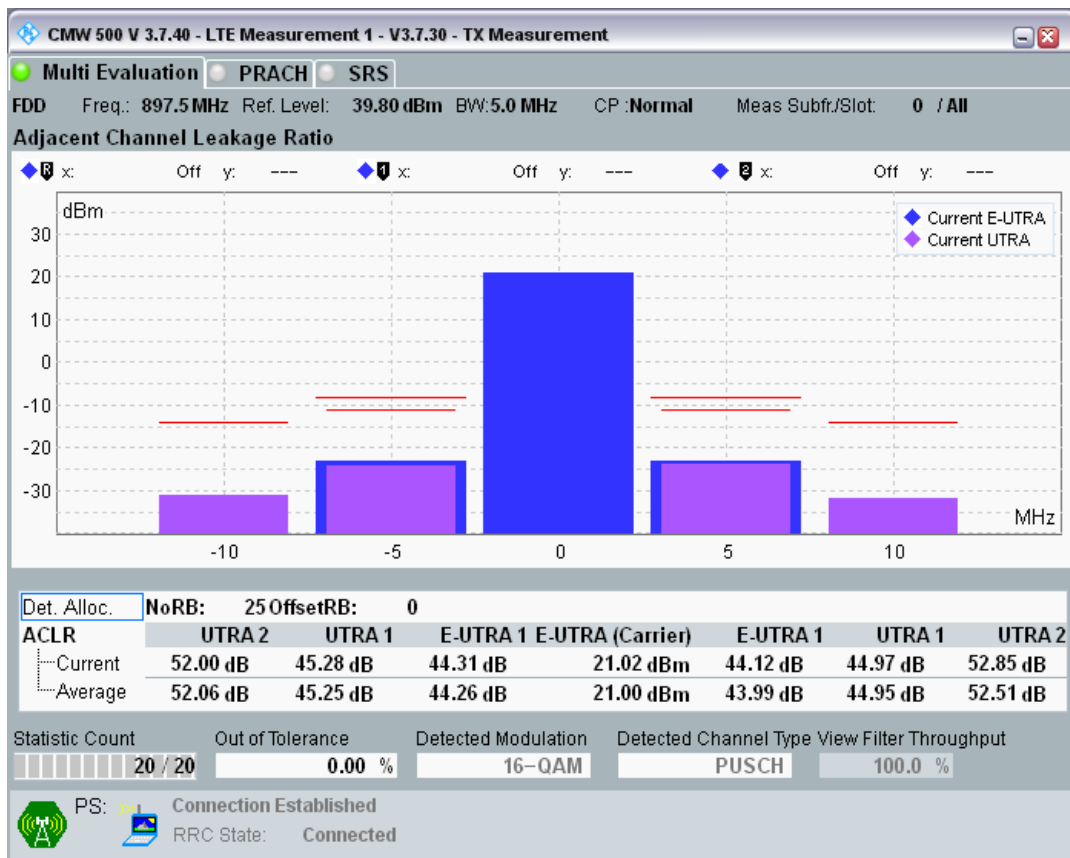 CMW 500 V 3.7.40 - LTE Measurement 1 - V3.7.30 - TX Measurement
Multi Evaluation PRACH SRS
FDD Freq.: 897.5 MHz Ref. Level: 39.80 dBm BW:5.0 MHz CP :Normal Meas Subfr./Slot: 0 / All
Adjacent Channel Leakage Ratio
R x: Off y: --- 1 x: Off y: --- 2 x: Off y: ---
dBm
Current E-UTRA
Current UTRA
30
20
10
0
-10
-20
-30
MHz
-10 -5 0 5 10
Det. Alloc. NoRB: 25 OffsetRB: 0
ACLR UTRA 2 UTRA 1 E-UTRA 1 E-UTRA (Carrier) E-UTRA 1 UTRA 1 UTRA 2
Current 52.00 dB 45.28 dB 44.31 dB 21.02 dBm 44.12 dB 44.97 dB 52.85 dB
Average 52.06 dB 45.25 dB 44.26 dB 21.00 dBm 43.99 dB 44.95 dB 52.51 dB
Statistic Count Out of Tolerance Detected Modulation Detected Channel Type View Filter Throughput
20 / 20 0.00 % 16-QAM PUSCH 100.0 %
PS: Connection Established
RRC State: Connected